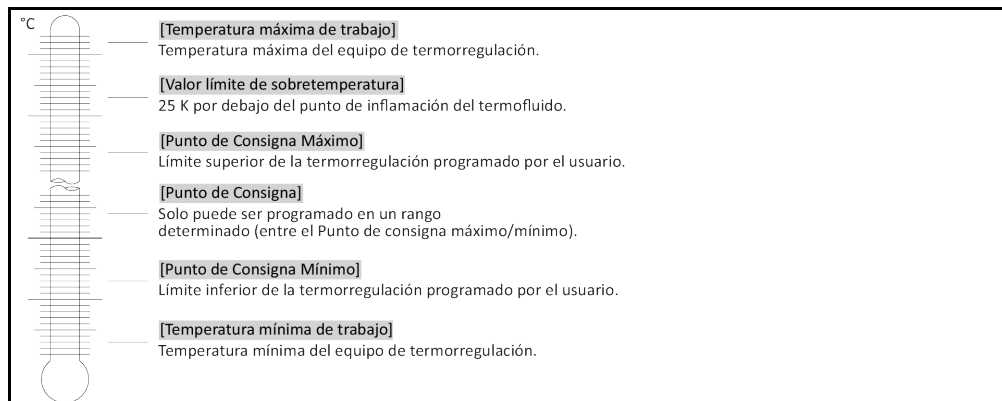 °C
[Temperatura máxima de trabajo]
Temperatura máxima del equipo de termorregulación.
[Valor límite de sobretemperatura]
25 K por debajo del punto de inflamación del termofluido.
[Punto de Consigna Máximo]
Límite superior de la termorregulación programado por el usuario.
[Punto de Consigna]
Solo puede ser programado en un rango
determinado (entre el Punto de consigna máximo/mínimo).
[Punto de Consigna Mínimo]
Límite inferior de la termorregulación programado por el usuario.
[Temperatura mínima de trabajo]
Temperatura mínima del equipo de termorregulación.